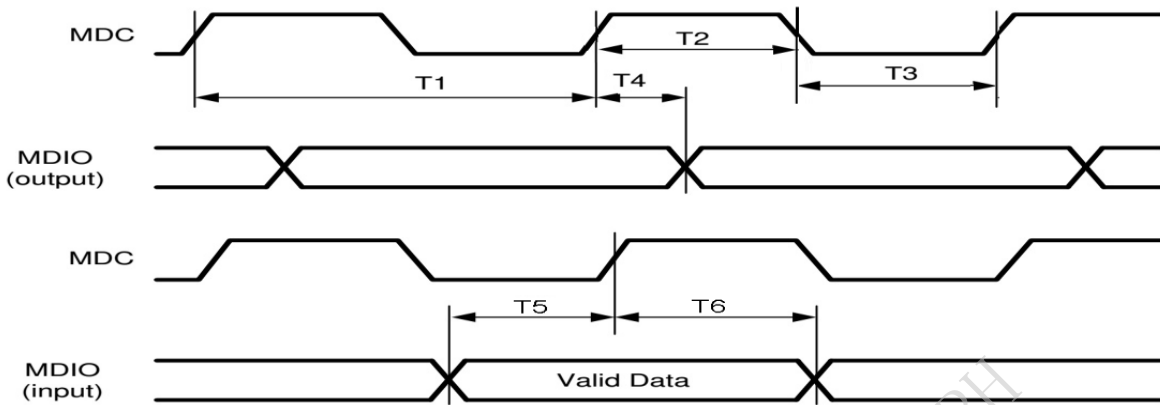 MDC
T2
T3
T1
T4
MDIO
(output)
MDC
T5
T6
MDIO
(input)
Valid Data